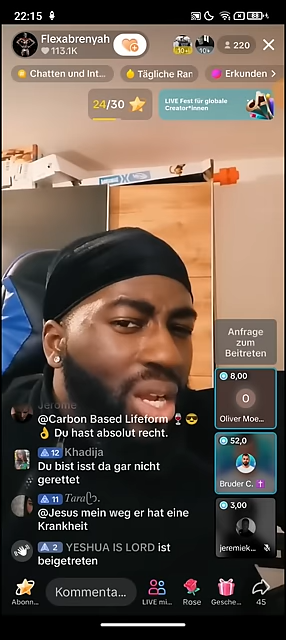 22:15
Flexabrenyah
113.1K
220
Chatten und Int...
Tägliche Ran
Erkunden
24/30
LIVE Fest für globale
Creator*innen
Anfrage
zum
Beitreten
8,00
O
Oliver Moe...
52,0
Bruder C.
3,00
jeremiek...
Jerome
@Carbon Based Lifeform
Du hast absolut recht.
12 Khadija
Du bist isst da gar nicht
gerettet
11 Tara
@Jesus mein weg er hat eine
Krankheit
2 YESHUA IS LORD ist
beigetreten
Abonn...
Kommenta...
LIVE mi...
Rose
Gesche...
45